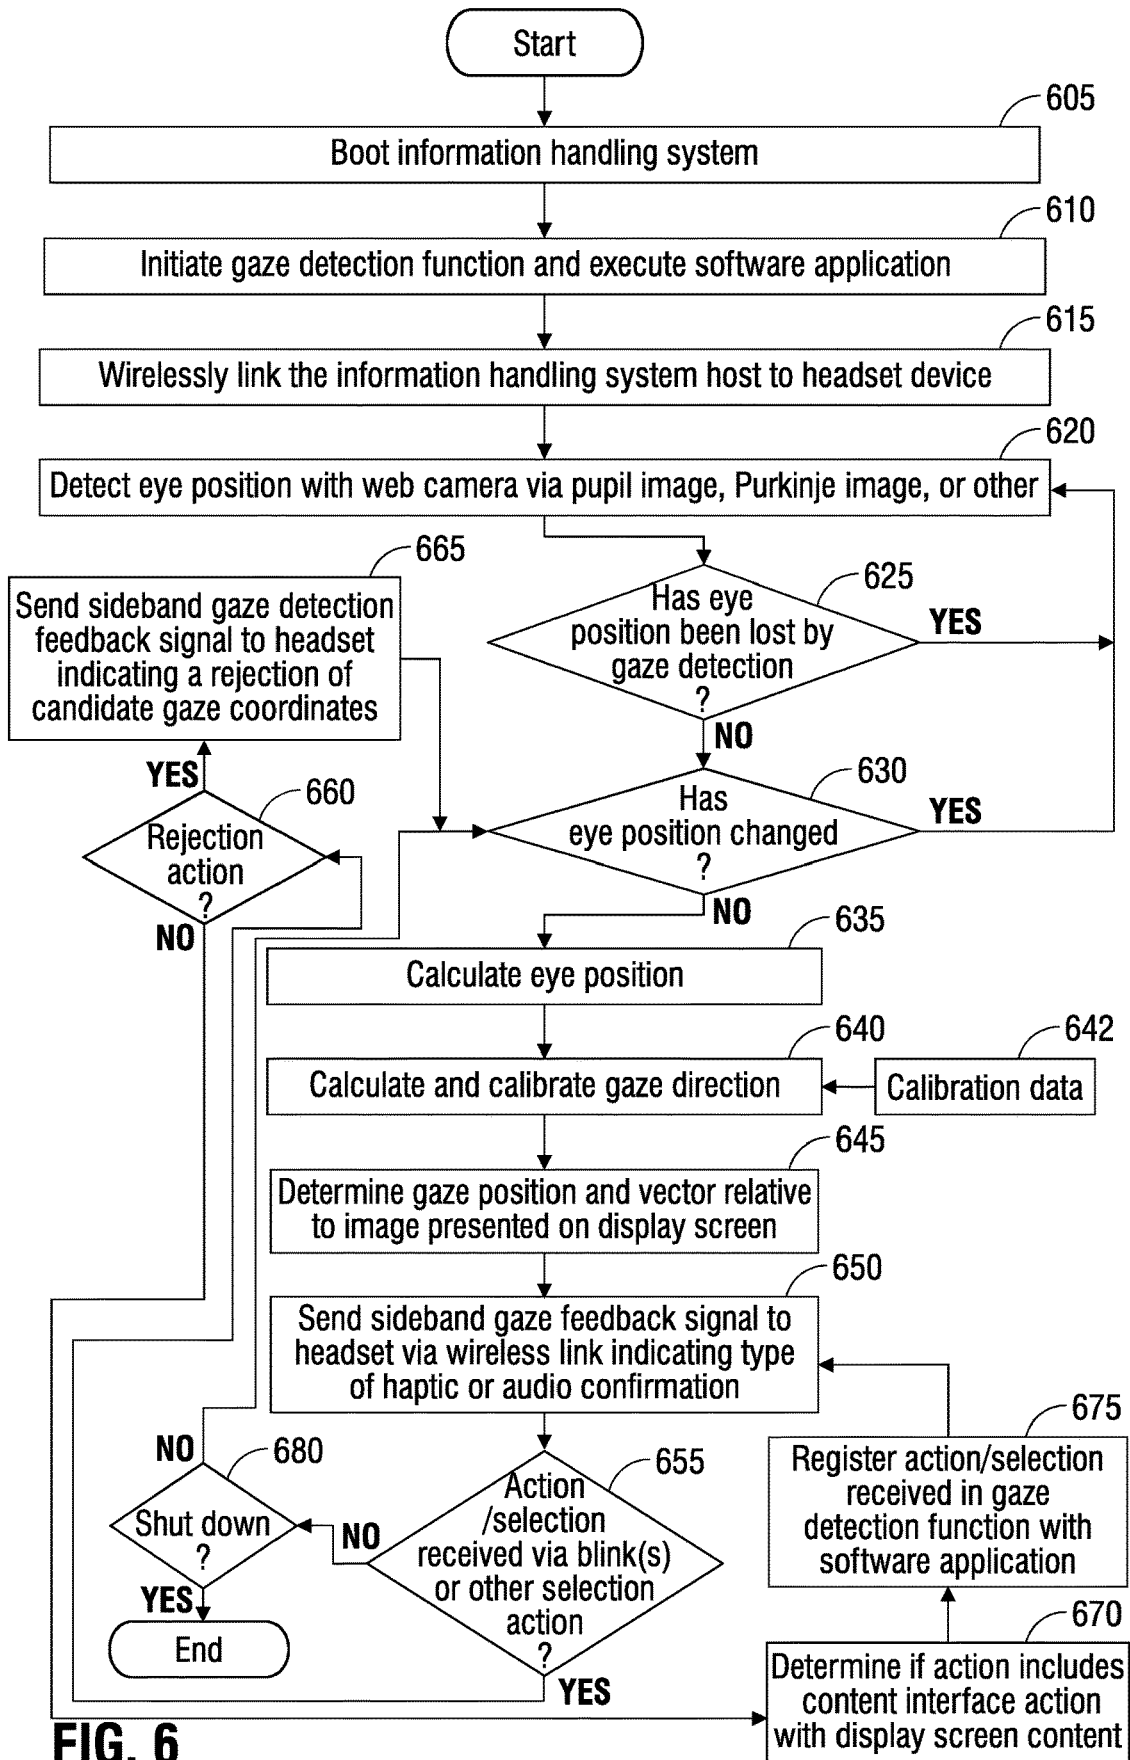 Start
605
Boot information handling system
610
Initiate gaze detection function and execute software application
615
Wirelessly link the information handling system host to headset device
620
Detect eye position with web camera via pupil image, Purkinje image, or other
665
Send sideband gaze detection
feedback signal to headset
indicating a rejection of
candidate gaze coordinates
625
Has eye
position been lost by
gaze detection
?
YES
NO
YES
660
Rejection
action
?
NO
630
Has
eye position changed
?
YES
NO
635
Calculate eye position
640
Calculate and calibrate gaze direction
642
Calibration data
645
Determine gaze position and vector relative
to image presented on display screen
650
Send sideband gaze feedback signal to
headset via wireless link indicating type
of haptic or audio confirmation
675
Register action/selection
received in gaze
detection function with
software application
NO
680
Shut down
?
YES
End
655
Action
/selection
received via blink(s)
or other selection
action
?
NO
YES
670
Determine if action includes
content interface action
with display screen content
FIG. 6